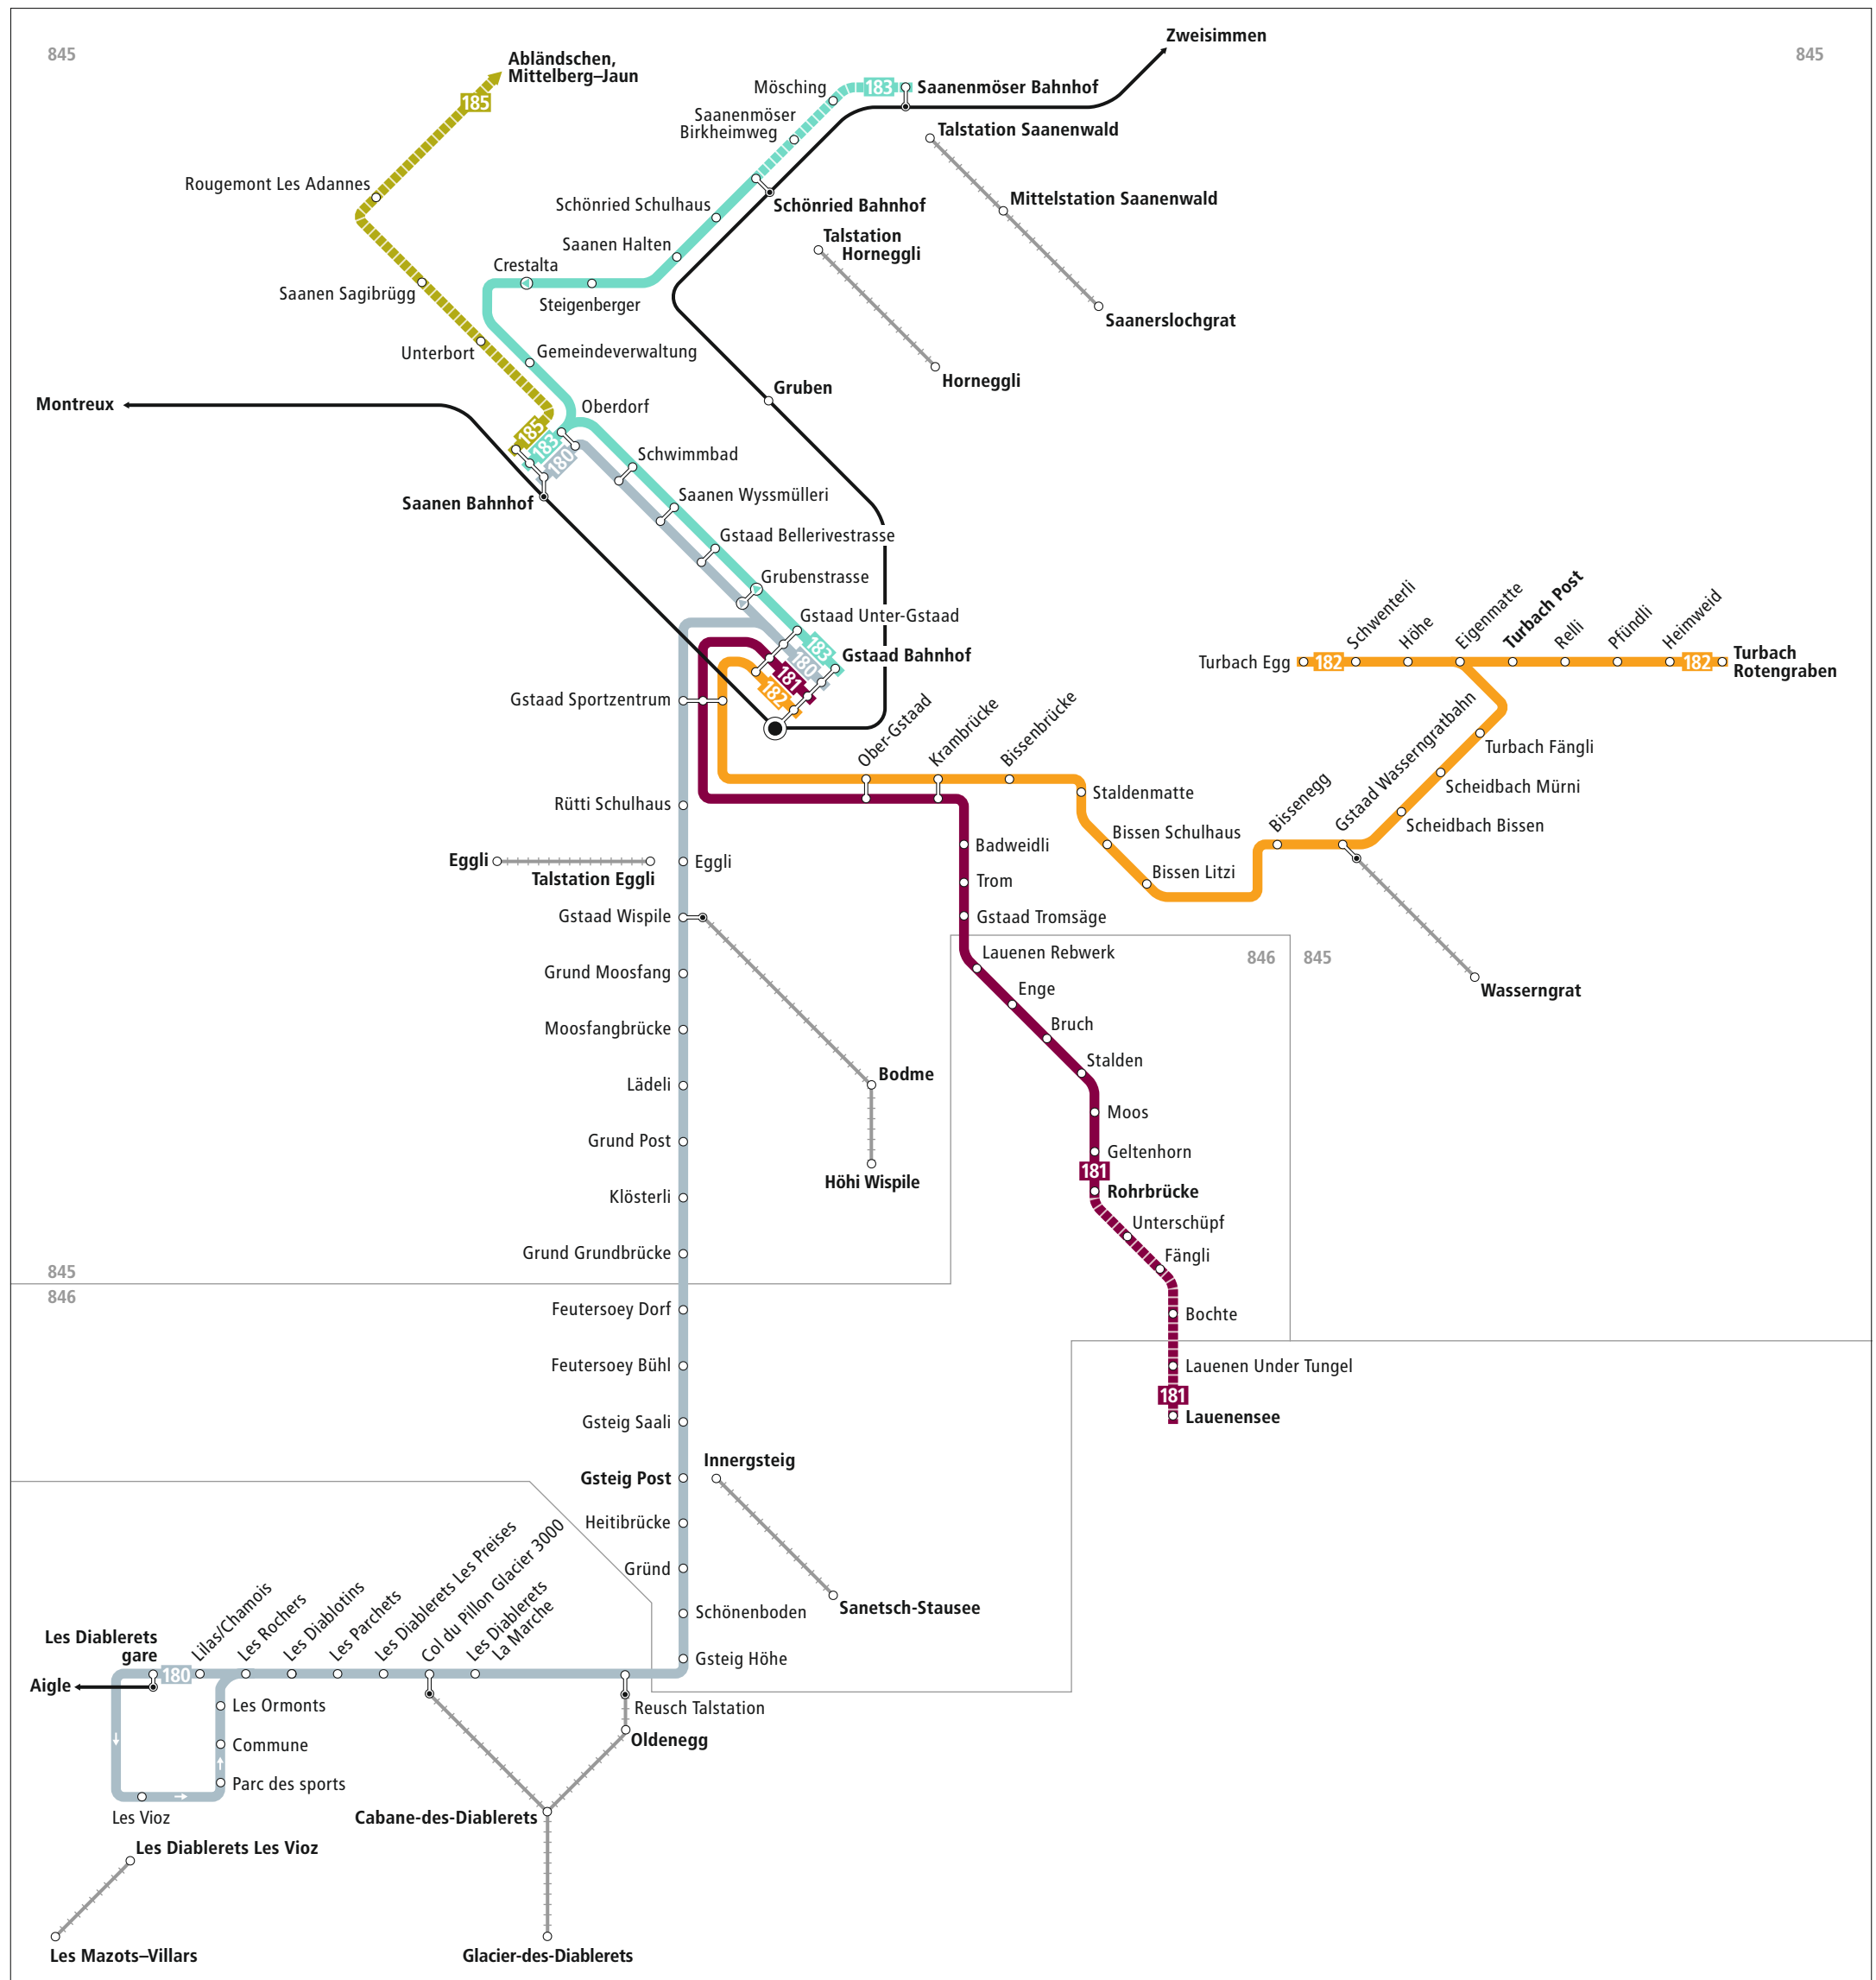 845
845
Zweisimmen
Abländschen,
Mittelberg–Jaun
185
Mösching
183
Saanenmöser Bahnhof
Saanenmöser
Birkheimweg
Talstation Saanenwald
Rougemont Les Adannes
Schönried Schulhaus
Schönried Bahnhof
Mittelstation Saanenwald
Saanen Halten
Talstation
Horneggli
Crestalta
Saanen Sagibrügg
Steigenberger
Saanerslochgrat
Unterbort
Gemeindeverwaltung
Horneggli
Gruben
Montreux
Oberdorf
185
183
180
Schwimmbad
Saanen Bahnhof
Saanen Wyssmülleri
Gstaad Bellerivestrasse
Grubenstrasse
Gstaad Unter-Gstaad
183
180
181
182
Gstaad Bahnhof
Turbach Egg
182
Schwenterli
Höhe
Eigenmatte
Turbach Post
Relli
Pfündli
Heimweid
182
Turbach
Rotengraben
Gstaad Sportzentrum
Ober-Gstaad
Krambrücke
Bissenbrücke
Staldenmatte
Bissen Schulhaus
Bissen Litzi
Bissenegg
Gstaad Wasserngratbahn
Turbach Fängli
Scheidbach Mürni
Scheidbach Bissen
Rütti Schulhaus
Eggli
Talstation Eggli
Eggli
Badweidli
Trom
Gstaad Wispile
Gstaad Tromsäge
Lauenen Rebwerk
846
845
Grund Moosfang
Wasserngrat
Enge
Moosfangbrücke
Bruch
Stalden
Lädeli
Bodme
Moos
Grund Post
Geltenhorn
181
Höhi Wispile
Rohrbrücke
Klösterli
Unterschüpf
Grund Grundbrücke
Fängli
845
846
Feutersoey Dorf
Bochte
Feutersoey Bühl
Lauenen Under Tungel
181
Gsteig Saali
Lauenensee
Innergsteig
Gsteig Post
Heitibrücke
Gründ
Schönenboden
Sanetsch-Stausee
Gsteig Höhe
Les Diablerets
gare
180
Lilas/Chamois
Les Rochers
Les Diablotins
Les Parchets
Les Diablerets Les Preises
Col du Pillon Glacier 3000
Les Diablerets
La Marche
Aigle
Reusch Talstation
Les Ormonts
Oldenegg
Commune
Parc des sports
Les Vioz
Cabane-des-Diablerets
Les Diablerets Les Vioz
Les Mazots–Villars
Glacier-des-Diablerets